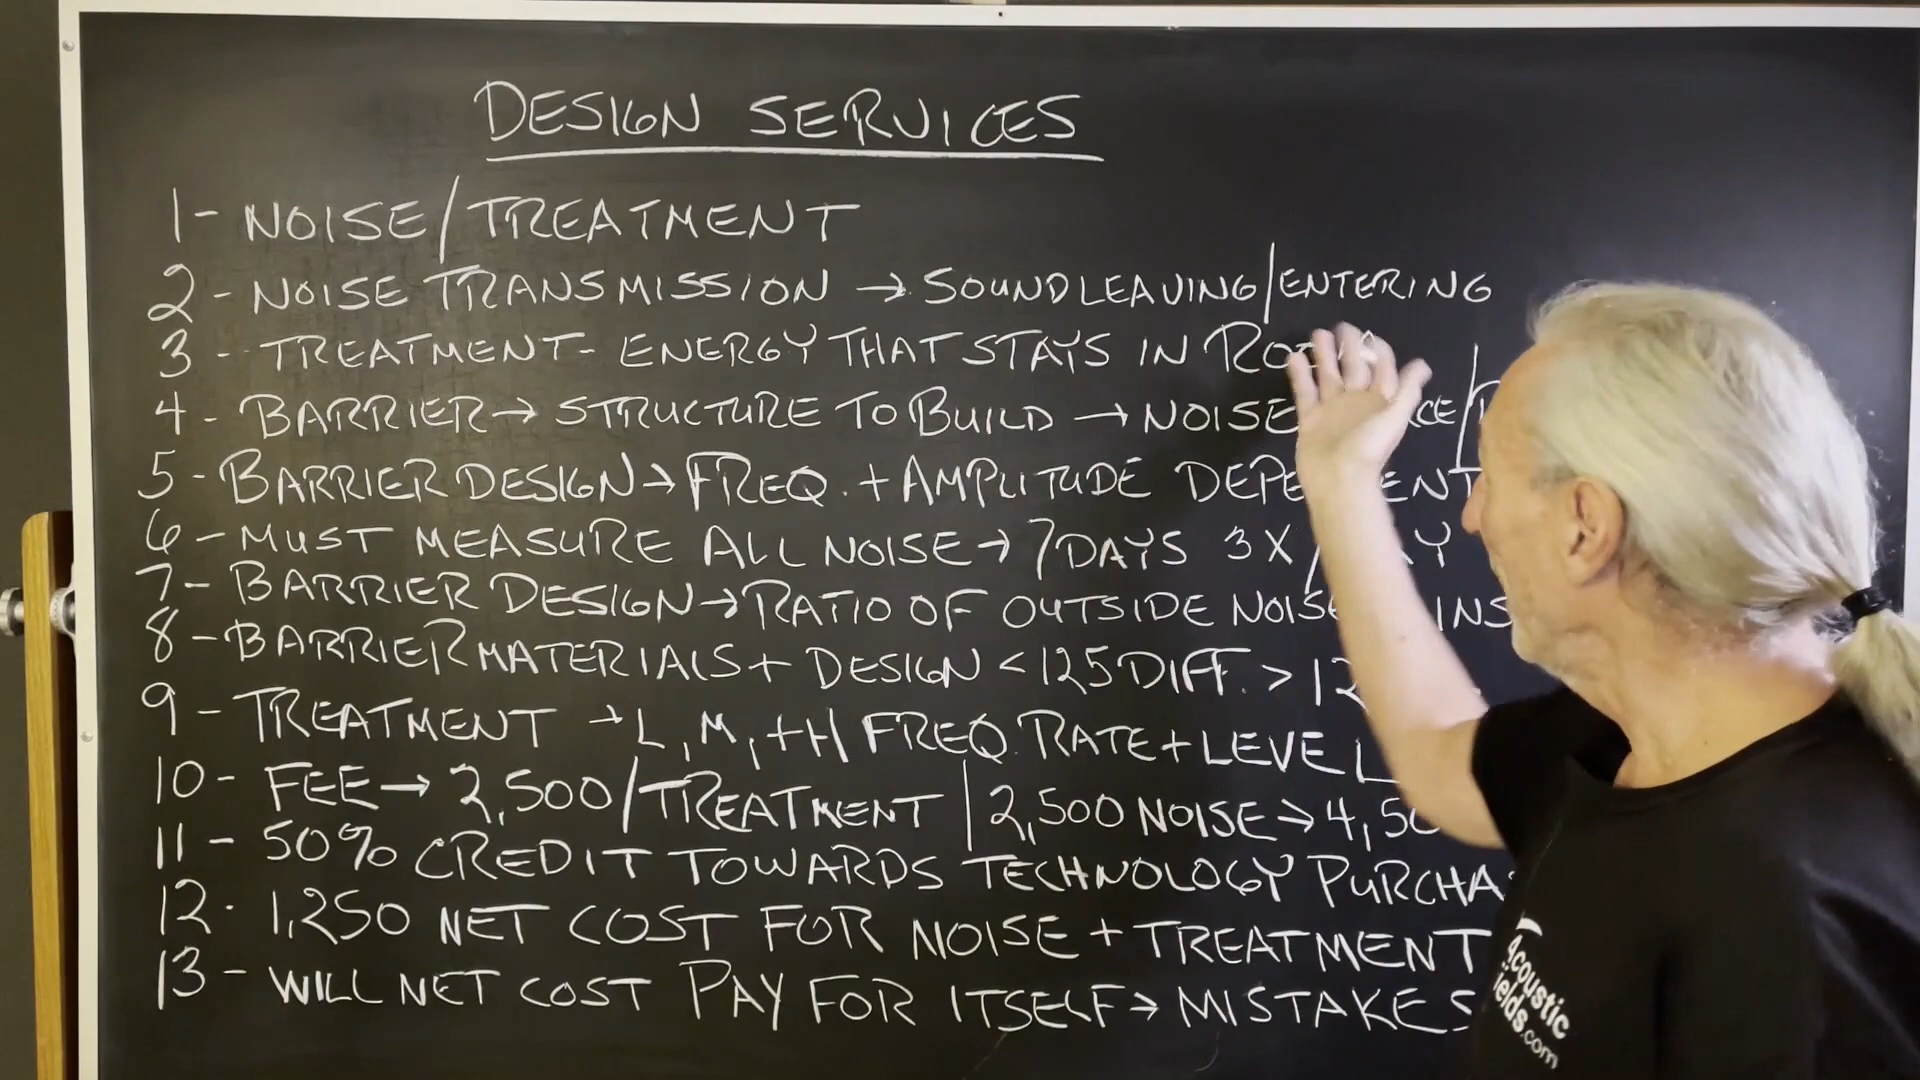 DESIGN SERVICES
1- NOISE/TREATMENT
2- NOISE TRANSMISSION → SOUND LEAVING/ENTERING
3- TREATMENT- ENERGY THAT STAYS IN
4- BARRIER → STRUCTURE TO BUILD → NOISE
5- BARRIER DESIGN → FREQ. + AMPLITUDE
6- MUST MEASURE ALL NOISE → 7 DAYS 3X/
7- BARRIER DESIGN → RATIO OF OUTSIDE NOISE
8- BARRIER MATERIALS + DESIGN < 125 DIFF. >
9- TREATMENT → L, M, + H FREQ. RATE + LEVEL
10- FEE → 2,500/TREATMENT | 2,500 NOISE →
11- 50% CREDIT TOWARDS TECHNOLOGY
12. 1,250 NET COST FOR NOISE + TREATMENT
13- WILL NET COST PAY FOR ITSELF → MISTAKES
Acoustic
Fields.com